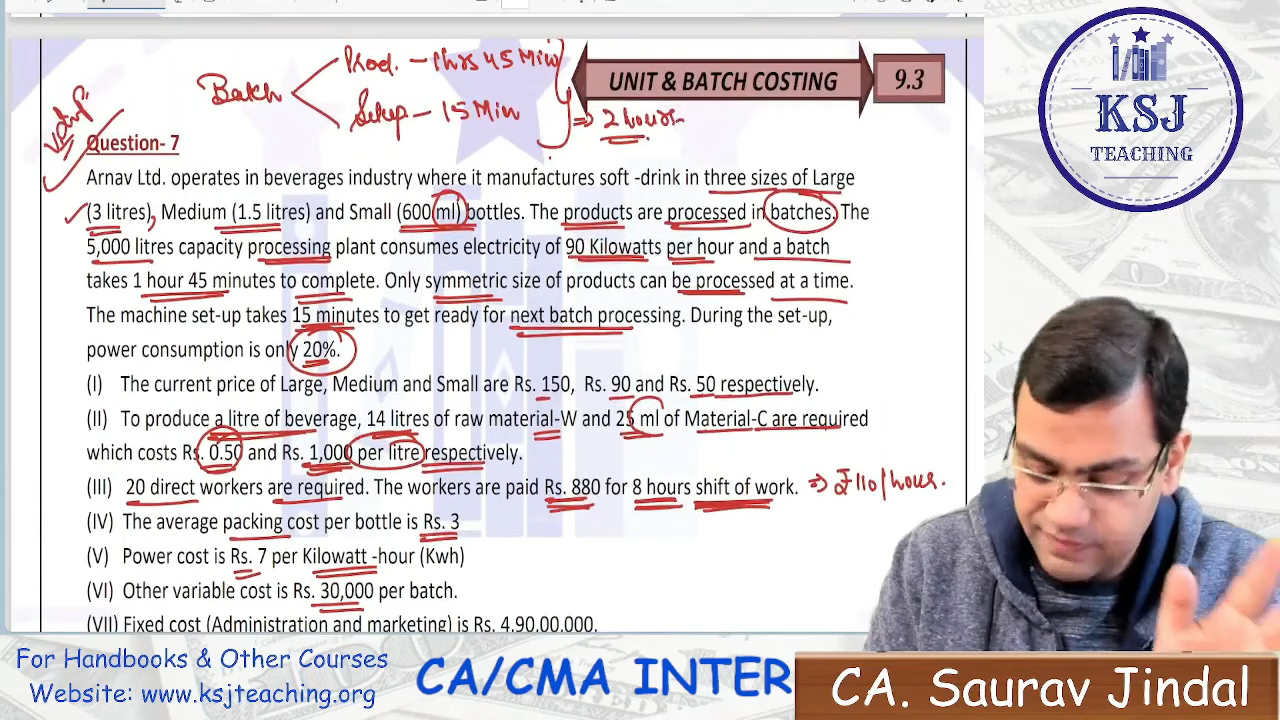 Batch
Prod. - 1hrs 45 Min
Setup - 15 Min
=> 2 hours
UNIT & BATCH COSTING
9.3
KSJ
TEACHING
Question- 7
Arnav Ltd. operates in beverages industry where it manufactures soft -drink in three sizes of Large
(3 litres), Medium (1.5 litres) and Small (600 ml) bottles. The products are processed in batches. The
5,000 litres capacity processing plant consumes electricity of 90 Kilowatts per hour and a batch
takes 1 hour 45 minutes to complete. Only symmetric size of products can be processed at a time.
The machine set-up takes 15 minutes to get ready for next batch processing. During the set-up,
power consumption is only 20%.
(I) The current price of Large, Medium and Small are Rs. 150, Rs. 90 and Rs. 50 respectively.
(II) To produce a litre of beverage, 14 litres of raw material-W and 25 ml of Material-C are required
which costs Rs. 0.50 and Rs. 1,000 per litre respectively.
(III) 20 direct workers are required. The workers are paid Rs. 880 for 8 hours shift of work. => ₹110/hour.
(IV) The average packing cost per bottle is Rs. 3
(V) Power cost is Rs. 7 per Kilowatt -hour (Kwh)
(VI) Other variable cost is Rs. 30,000 per batch.
(VII) Fixed cost (Administration and marketing) is Rs. 4,90,00,000.
For Handbooks & Other Courses
Website: www.ksjteaching.org
CA/CMA INTER
CA. Saurav Jindal